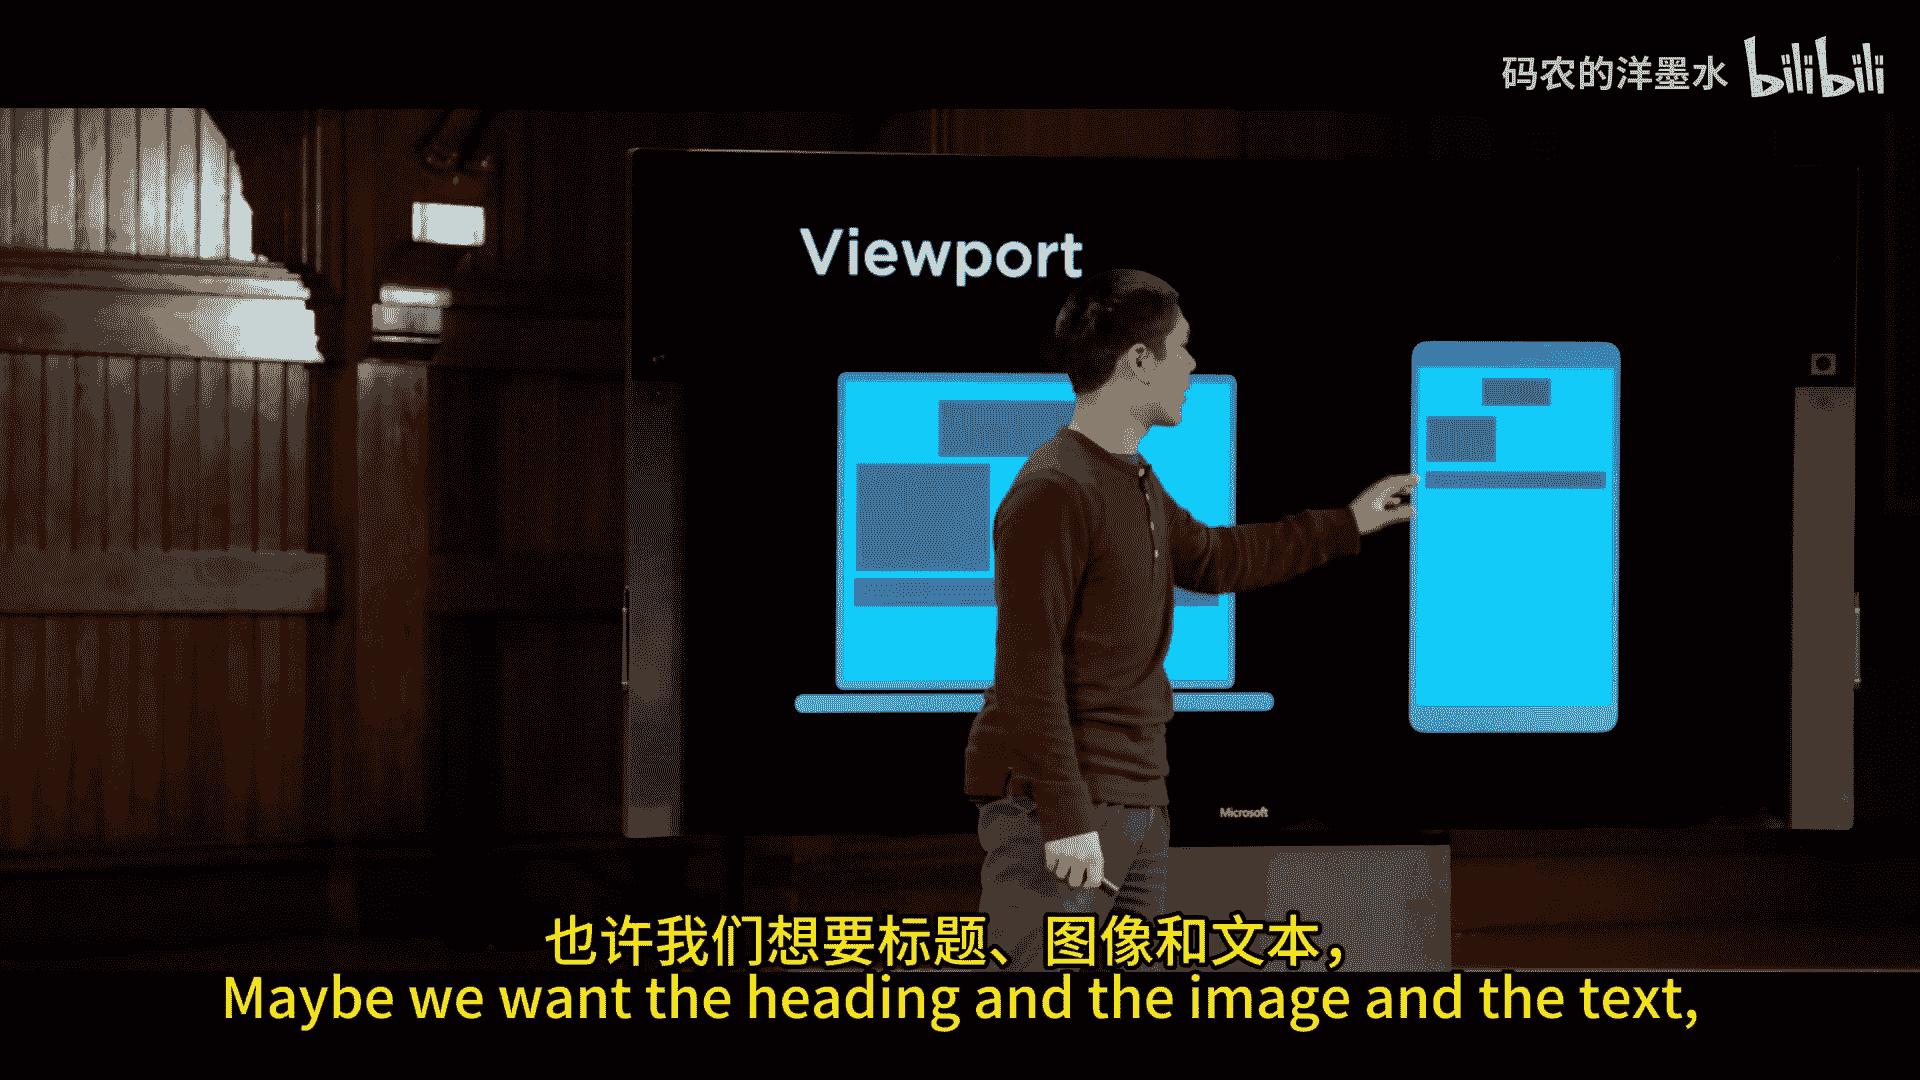 码农的洋墨水 bilibili
Viewport
Microsoft
也许我们想要标题、图像和文本，
Maybe we want the heading and the image and the text,